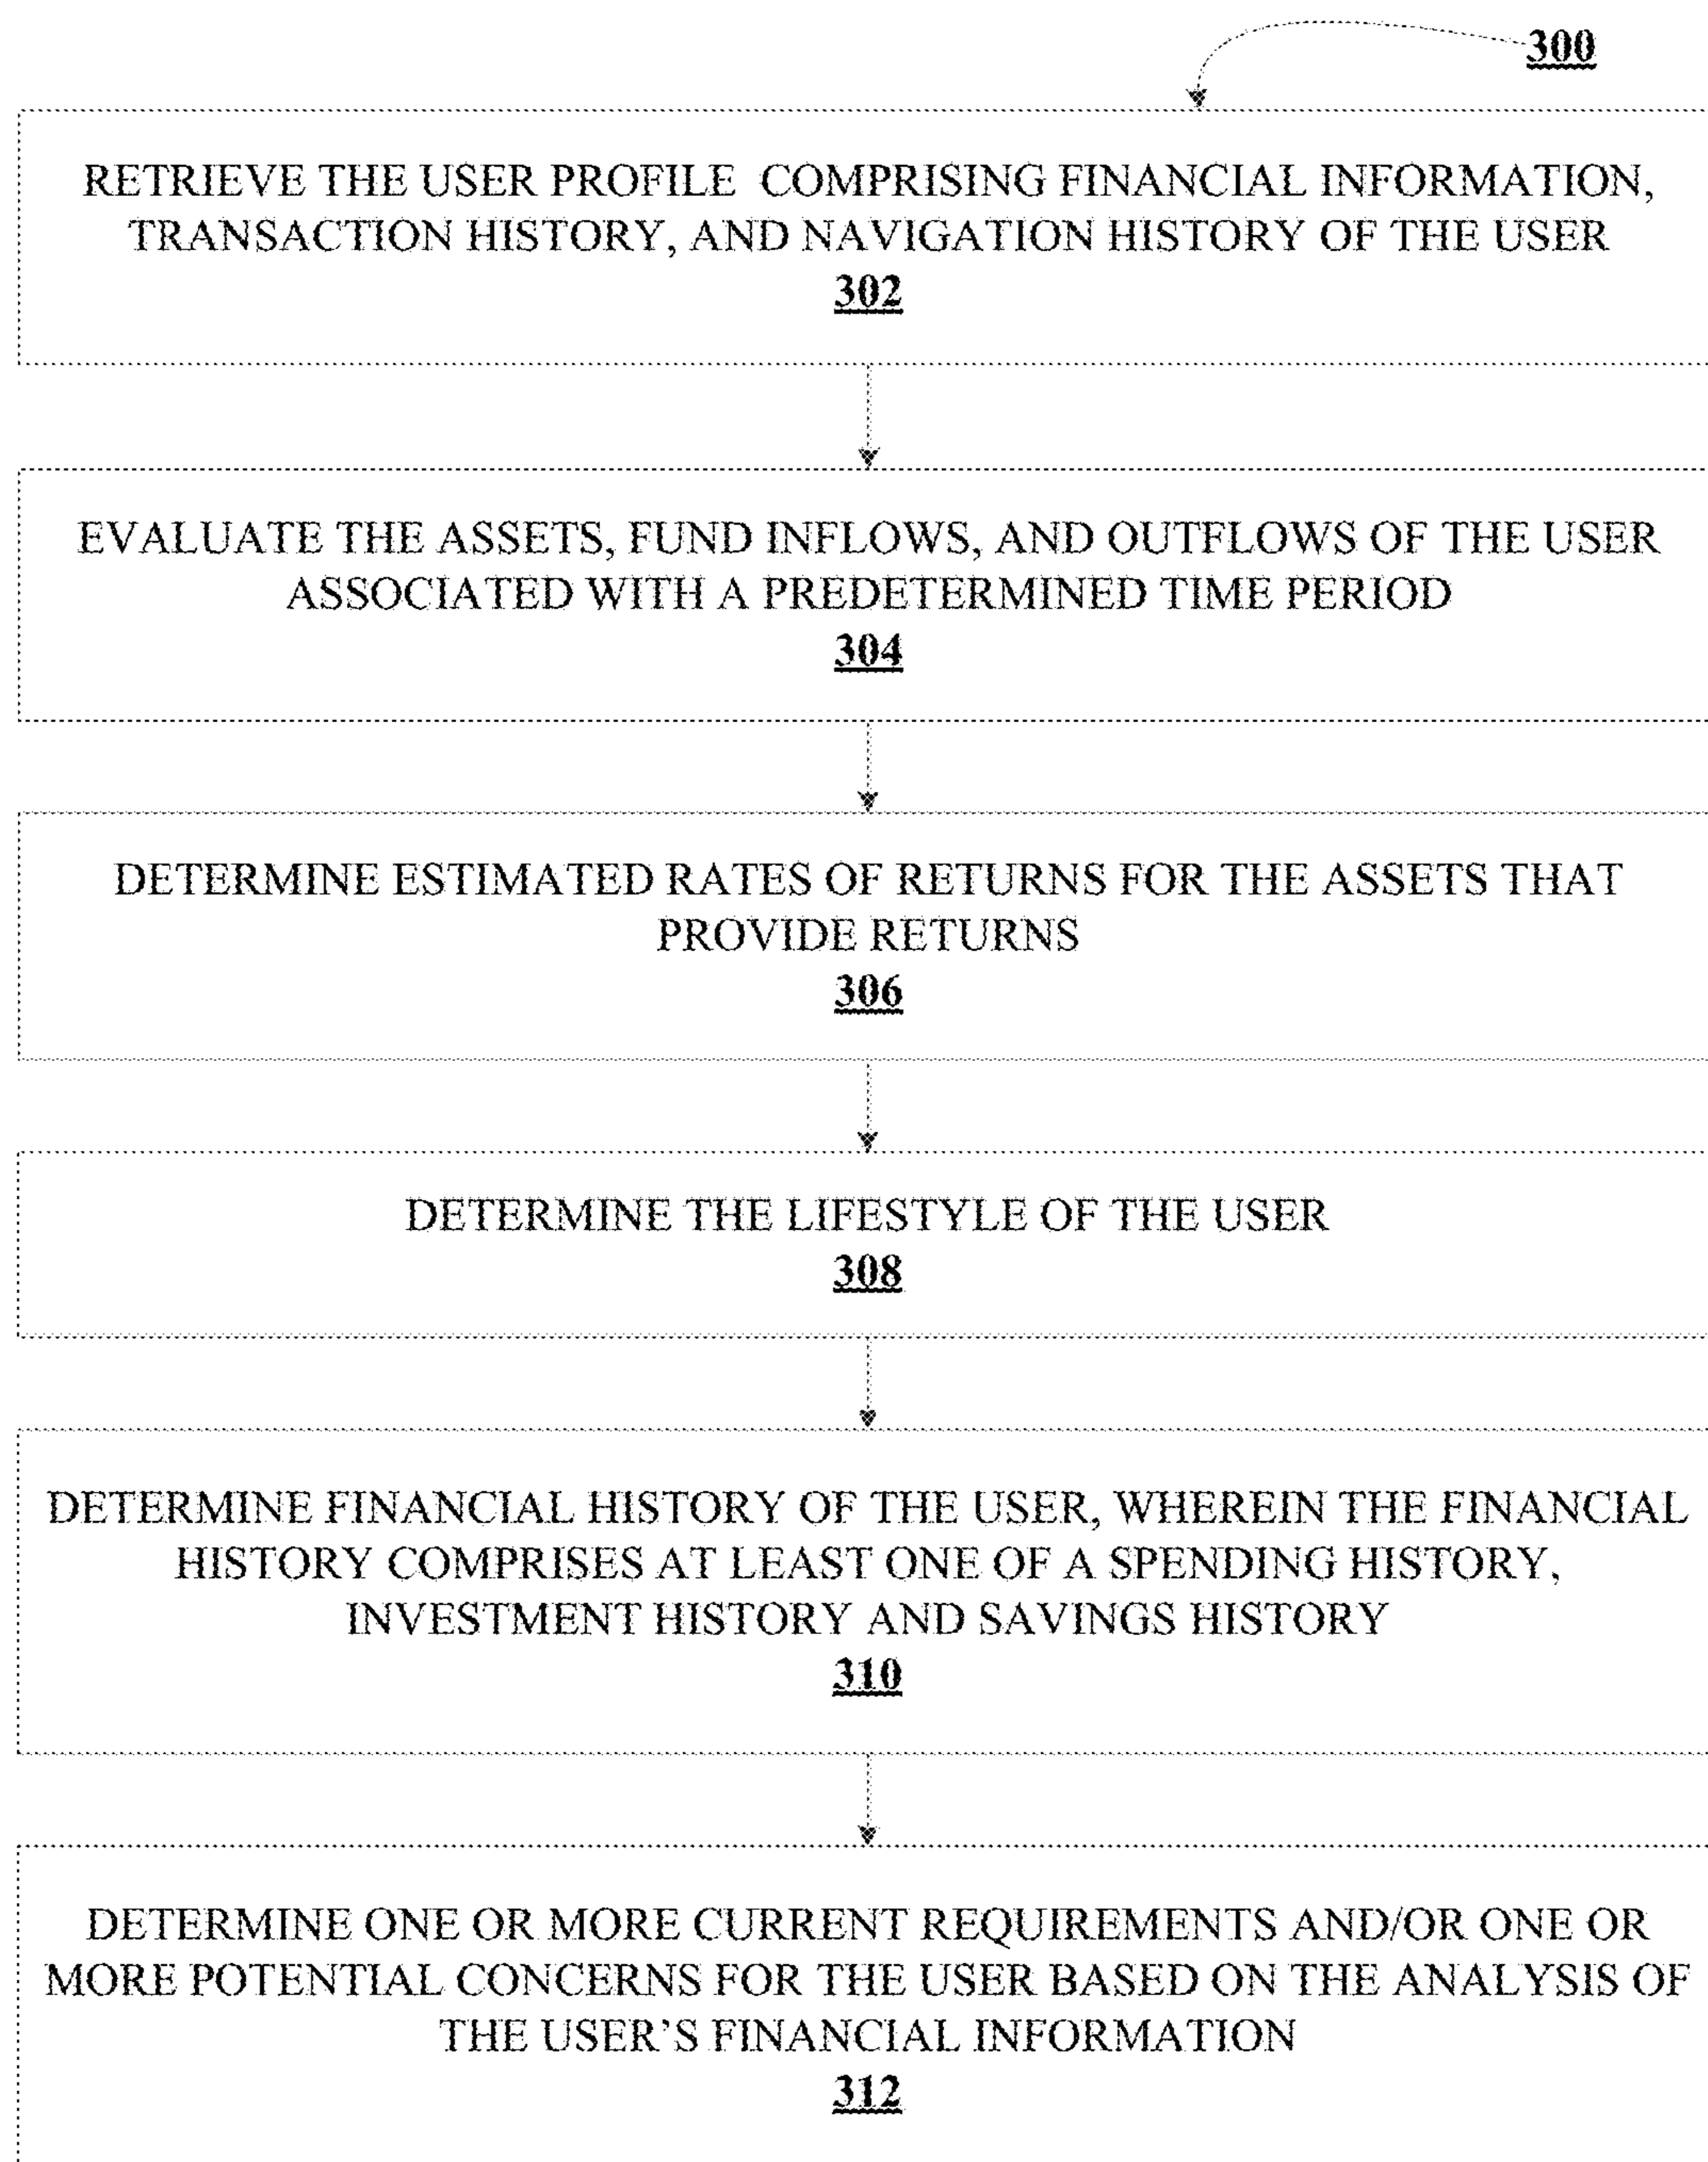 300
RETRIEVE THE USER PROFILE COMPRISING FINANCIAL INFORMATION,
TRANSACTION HISTORY, AND NAVIGATION HISTORY OF THE USER
302
EVALUATE THE ASSETS, FUND INFLOWS, AND OUTFLOWS OF THE USER
ASSOCIATED WITH A PREDETERMINED TIME PERIOD
304
DETERMINE ESTIMATED RATES OF RETURNS FOR THE ASSETS THAT
PROVIDE RETURNS
306
DETERMINE THE LIFESTYLE OF THE USER
308
DETERMINE FINANCIAL HISTORY OF THE USER, WHEREIN THE FINANCIAL
HISTORY COMPRISES AT LEAST ONE OF A SPENDING HISTORY,
INVESTMENT HISTORY AND SAVINGS HISTORY
310
DETERMINE ONE OR MORE CURRENT REQUIREMENTS AND/OR ONE OR
MORE POTENTIAL CONCERNS FOR THE USER BASED ON THE ANALYSIS OF
THE USER’S FINANCIAL INFORMATION
312